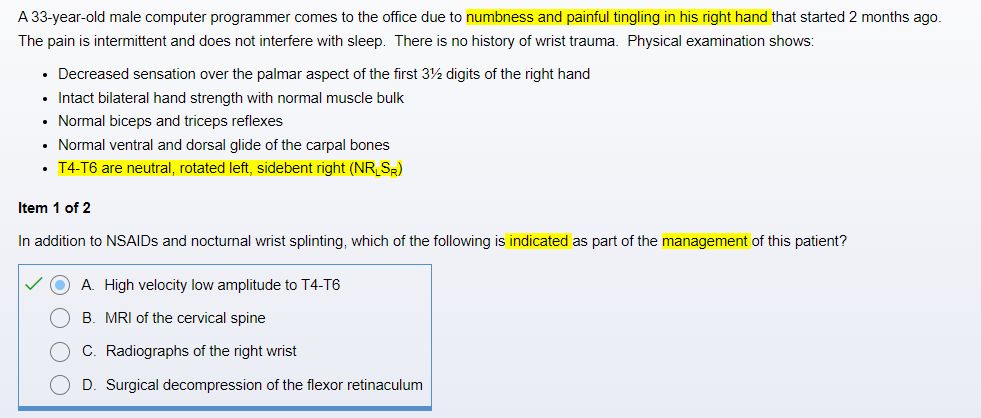 A 33-year-old male computer programmer comes to the office due to numbness and painful tingling in his right hand that started 2 months ago.
The pain is intermittent and does not interfere with sleep. There is no history of wrist trauma. Physical examination shows:
• Decreased sensation over the palmar aspect of the first 3½ digits of the right hand
• Intact bilateral hand strength with normal muscle bulk
• Normal biceps and triceps reflexes
• Normal ventral and dorsal glide of the carpal bones
• T4-T6 are neutral, rotated left, sidebent right (NRLSR)
Item 1 of 2
In addition to NSAIDs and nocturnal wrist splinting, which of the following is indicated as part of the management of this patient?
A. High velocity low amplitude to T4-T6
B. MRI of the cervical spine
C. Radiographs of the right wrist
D. Surgical decompression of the flexor retinaculum